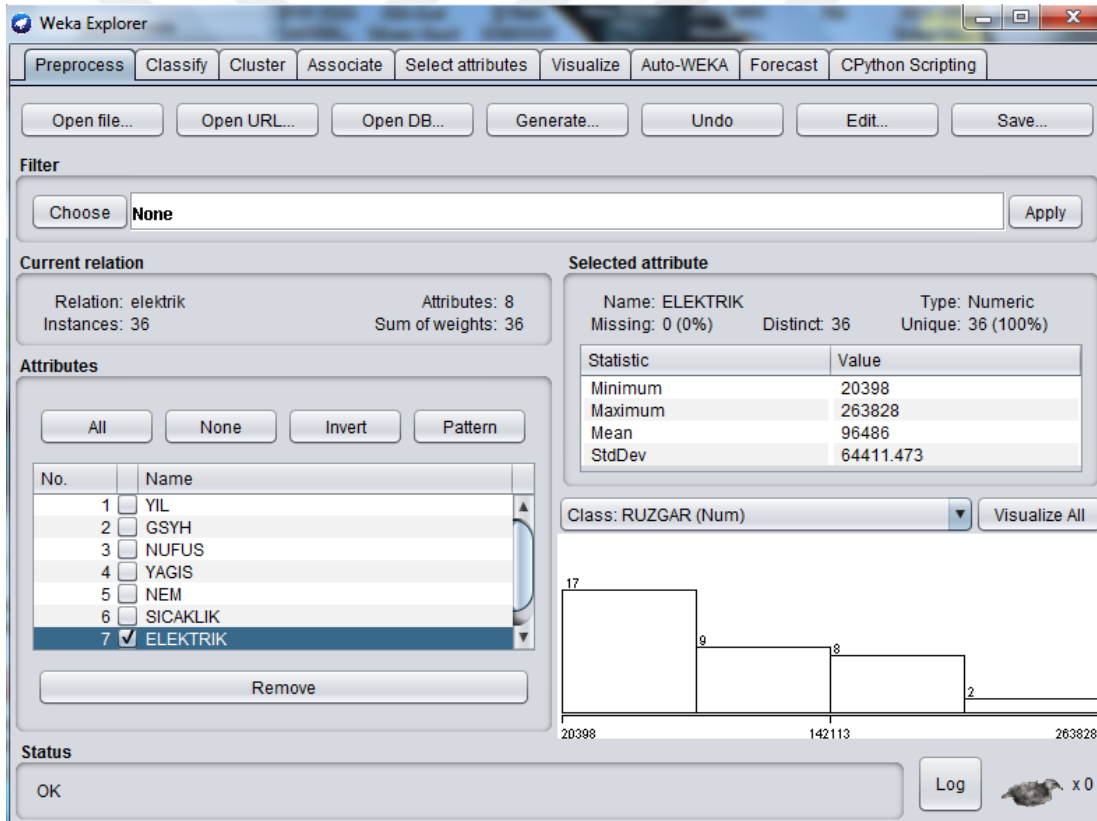 Weka Explorer
Preprocess Classify Cluster Associate Select attributes Visualize Auto-WEKA Forecast CPython Scripting
Open file... Open URL... Open DB... Generate... Undo Edit... Save...
Filter
Choose None Apply
Current relation
Relation: elektrik Attributes: 8
Instances: 36 Sum of weights: 36
Attributes
All None Invert Pattern
No. Name
1 YIL
2 GSYH
3 NUFUS
4 YAGIS
5 NEM
6 SICAKLIK
7 ELEKTRIK
Remove
Selected attribute
Name: ELEKTRIK Type: Numeric
Missing: 0 (0%) Distinct: 36 Unique: 36 (100%)
Statistic Value
Minimum 20398
Maximum 263828
Mean 96486
StdDev 64411.473
Class: RUZGAR (Num) Visualize All
17
9
8
2
20398 142113 263828
Status
OK
Log x 0